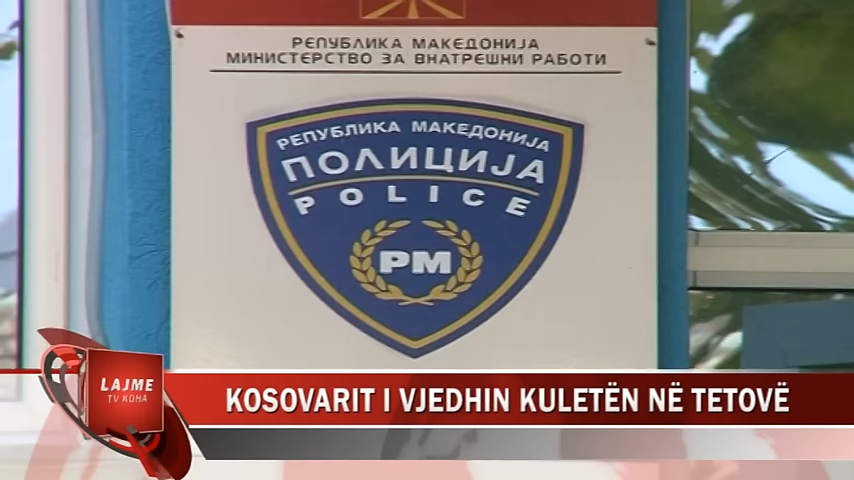 РЕПУБЛИКА МАКЕДОНИЈА
МИНИСТЕРСТВО ЗА ВНАТРЕШНИ РАБОТИ
РЕПУБЛИКА МАКЕДОНИЈА
ПОЛИЦИЈА
POLICE
РМ
LAJME
TV KOHA
KOSOVARIT I VJEDHIN KULETËN NË TETOVË